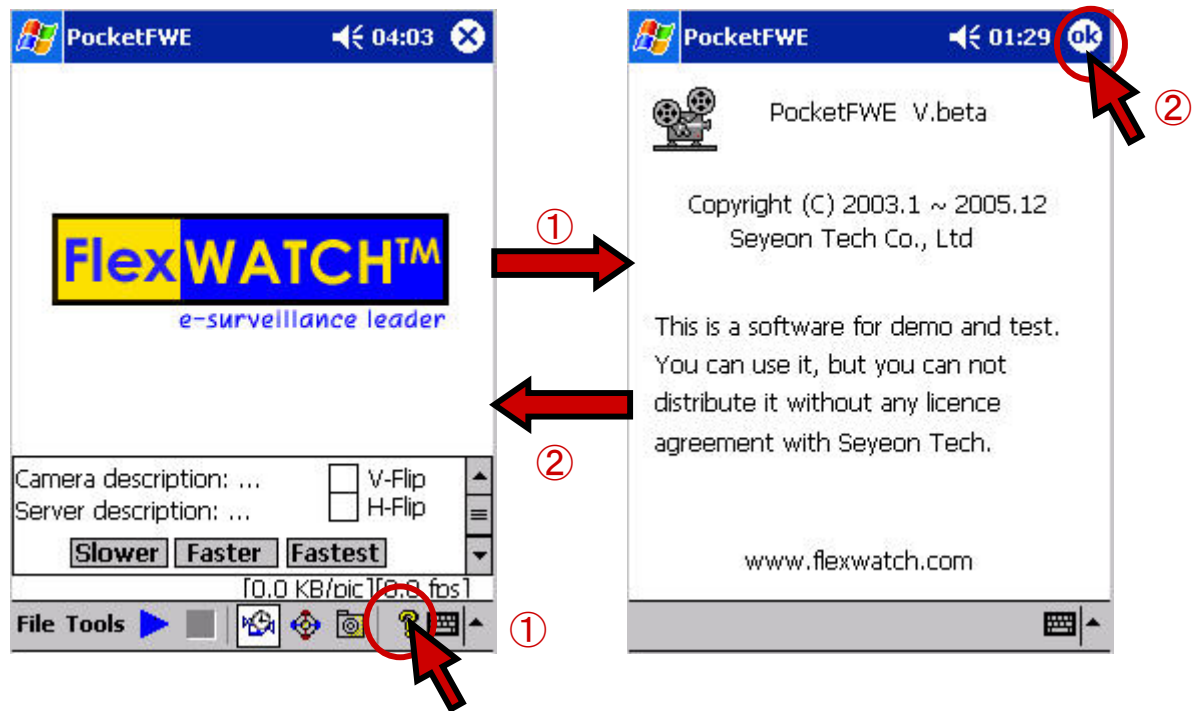 PocketFWE 04:03
FlexWATCH™
e-surveillance leader
Camera description: ... V-Flip
Server description: ... H-Flip
Slower Faster Fastest
[0.0 KB/pic][0.0 fps]
File Tools
①
①
②
PocketFWE 01:29 ok
②
PocketFWE V.beta
Copyright (C) 2003.1 ~ 2005.12
Seyeon Tech Co., Ltd
This is a software for demo and test.
You can use it, but you can not
distribute it without any licence
agreement with Seyeon Tech.
www.flexwatch.com